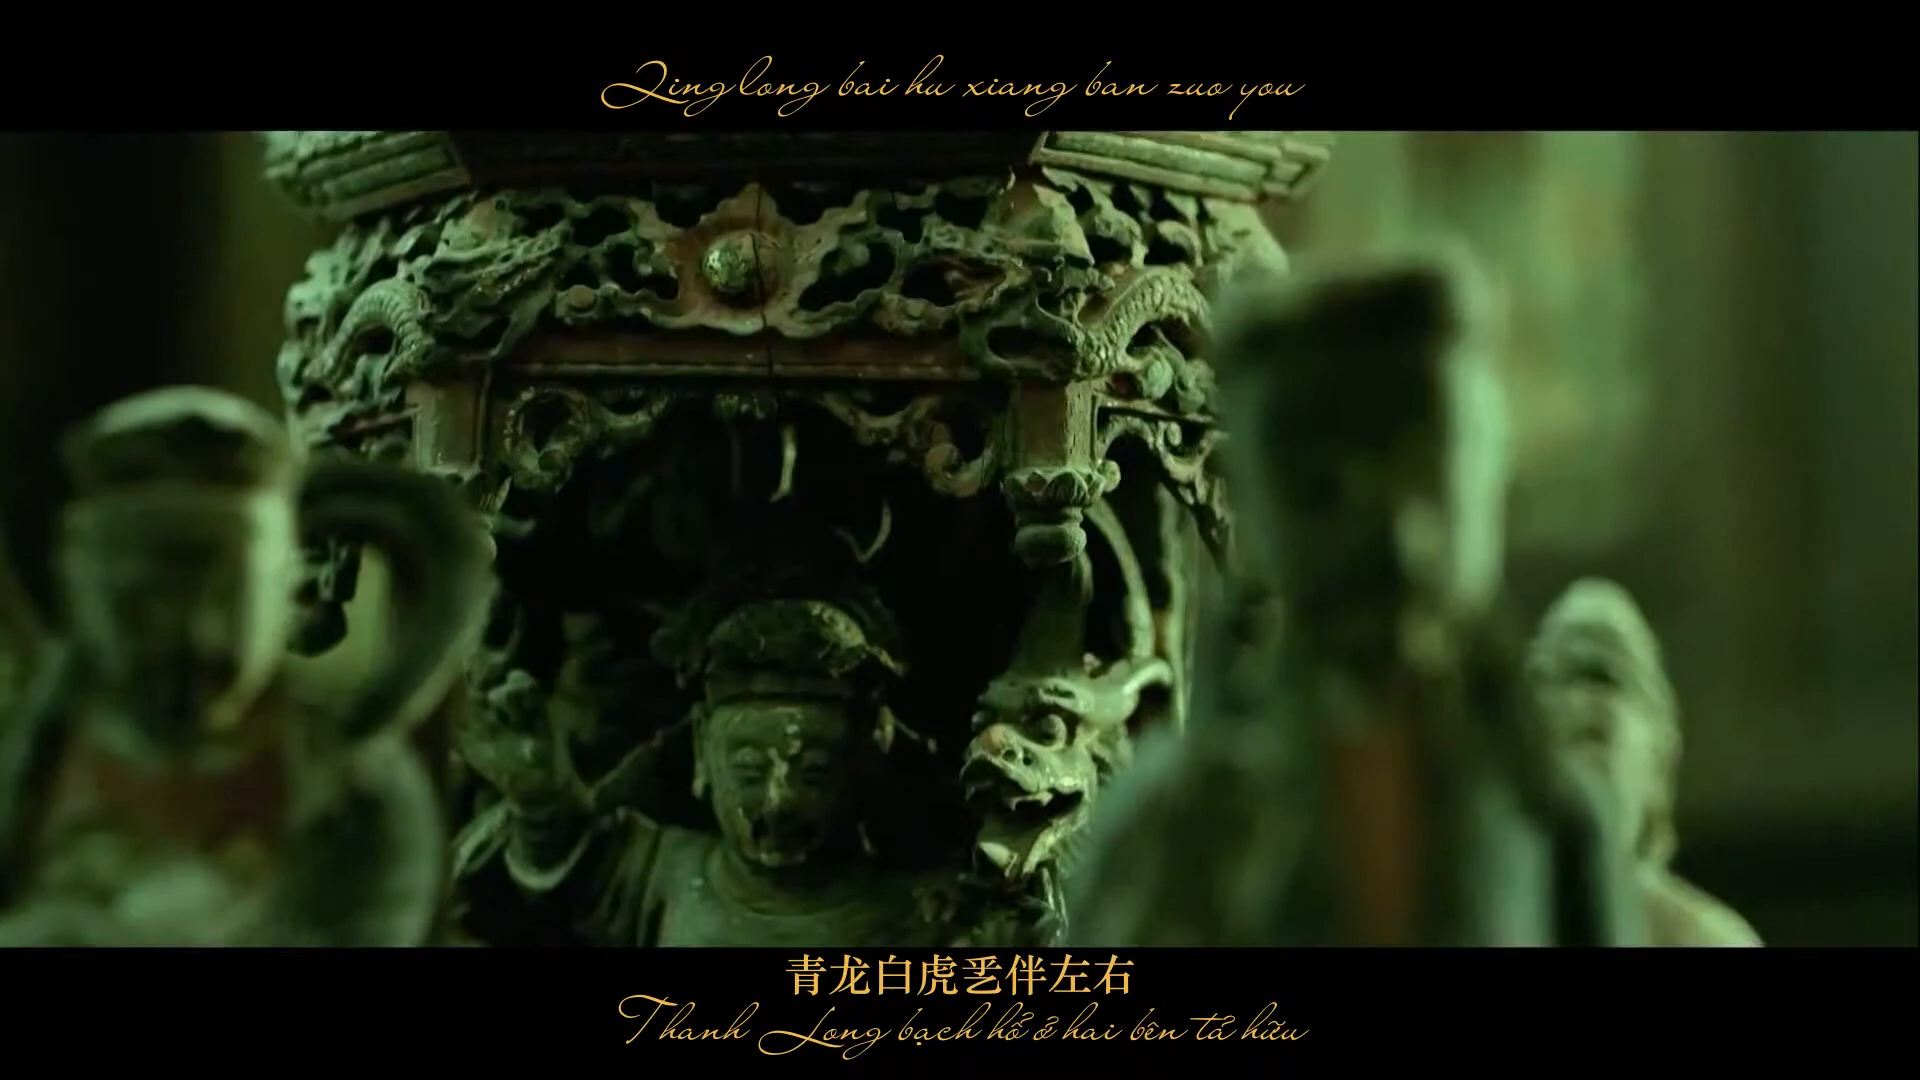 Qing long bai hu xiang ban zuo you
青龙白虎乲伴左右
Thanh Long bạch hổ ở hai bên tả hữu